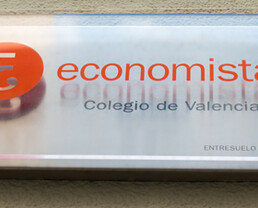 economista
Colegio de Valencia
ENTRESUELO